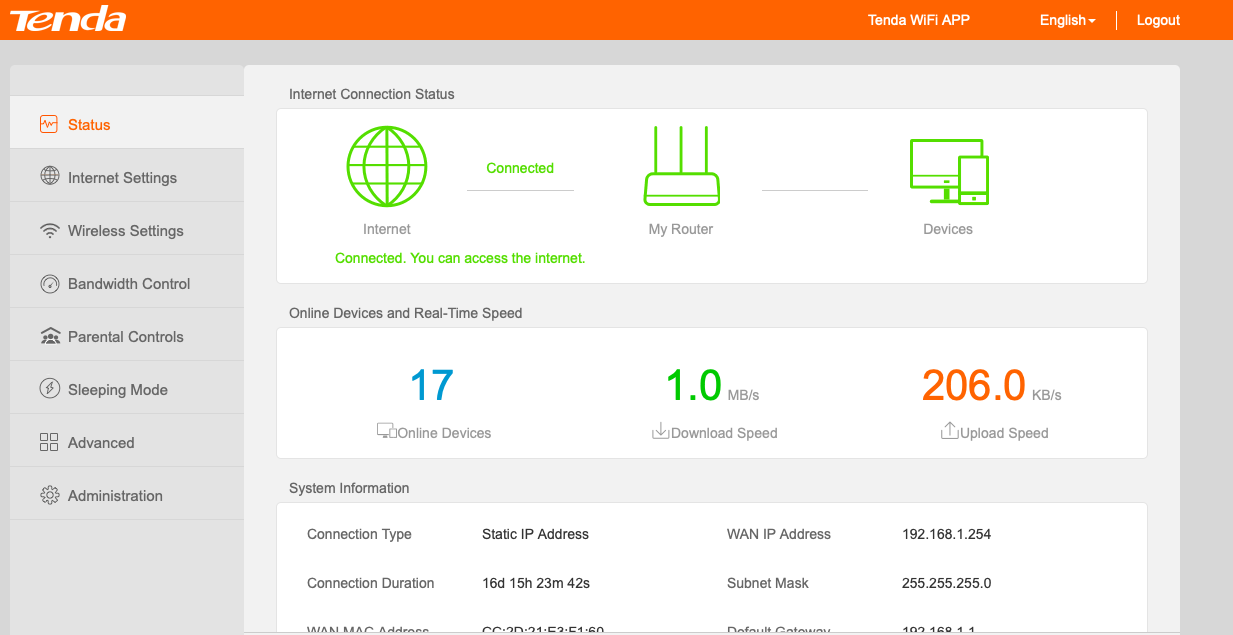 Tenda
Tenda WiFi APP English Logout
Status
Internet Settings
Wireless Settings
Bandwidth Control
Parental Controls
Sleeping Mode
Advanced
Administration
Internet Connection Status
Connected
Internet My Router Devices
Connected. You can access the internet.
Online Devices and Real-Time Speed
17 1.0 MB/s 206.0 KB/s
Online Devices Download Speed Upload Speed
System Information
Connection Type Static IP Address WAN IP Address 192.168.1.254
Connection Duration 16d 15h 23m 42s Subnet Mask 255.255.255.0
WAN MAC Address CC:2D:21:E3:F1:60 Default Gateway 192.168.1.1